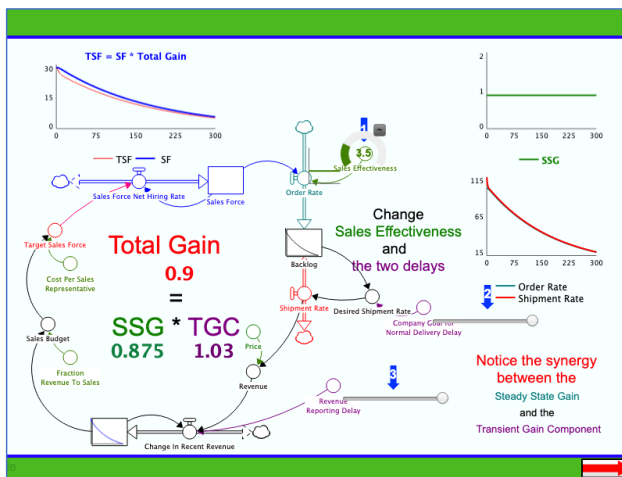 TSF = SF * Total Gain
30
15
0
0 75 150 225 300
TSF SF
2
1
0
0 75 150 225 300
SSG
1
3.5
Sales Effectiveness
Sales Force Net Hiring Rate
Sales Force
Order Rate
115
65
15
0 75 150 225 300
Order Rate
Shipment Rate
Target Sales Force
Total Gain
0.9
=
SSG * TGC
0.875 1.03
Change
Sales Effectiveness
and
the two delays
Cost Per Sales
Representative
Backlog
Shipment Rate
Desired Shipment Rate
2
Company Goal for
Normal Delivery Delay
Sales Budget
Price
Fraction
Revenue To Sales
Revenue
3
Revenue
Reporting Delay
Change In Recent Revenue
Notice the synergy
between the
Steady State Gain
and the
Transient Gain Component